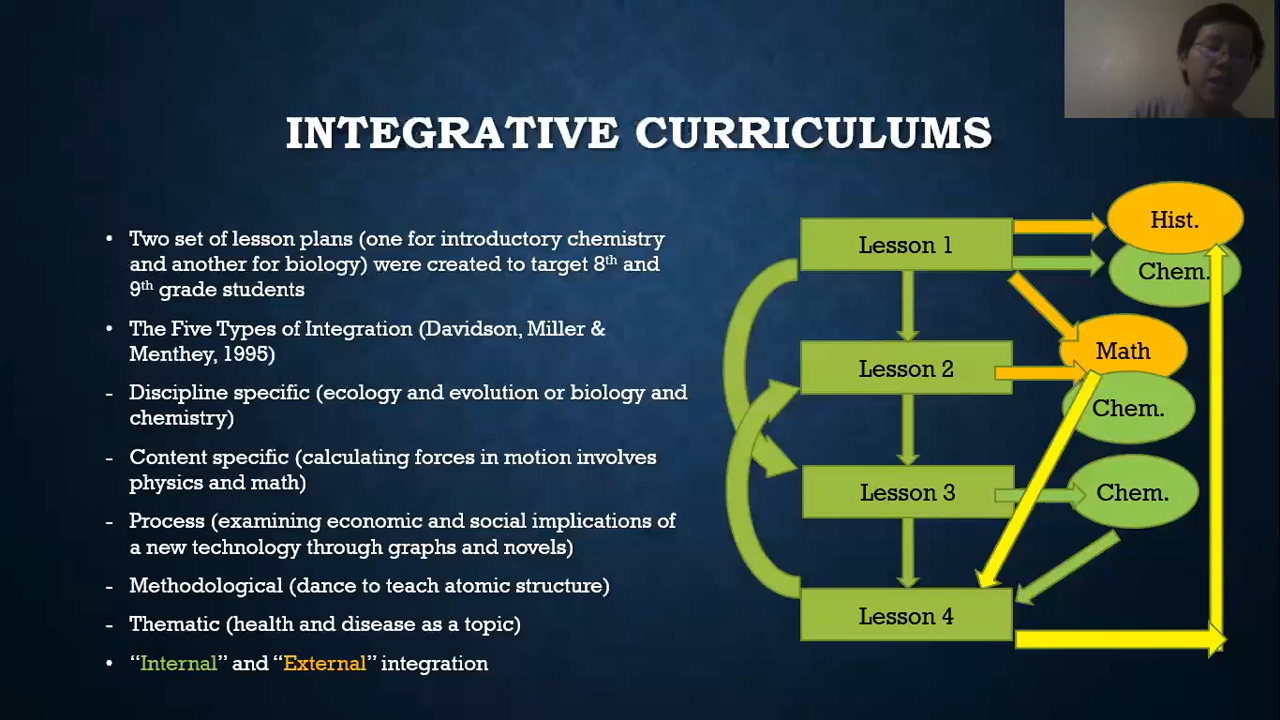 INTEGRATIVE CURRICULUMS
• Two set of lesson plans (one for introductory chemistry
and another for biology) were created to target 8th and
9th grade students
• The Five Types of Integration (Davidson, Miller &
Menthey, 1995)
- Discipline specific (ecology and evolution or biology and
chemistry)
- Content specific (calculating forces in motion involves
physics and math)
- Process (examining economic and social implications of
a new technology through graphs and novels)
- Methodological (dance to teach atomic structure)
- Thematic (health and disease as a topic)
• “Internal” and “External” integration
Lesson 1
Hist.
Chem.
Math
Lesson 2
Chem.
Lesson 3
Chem.
Lesson 4